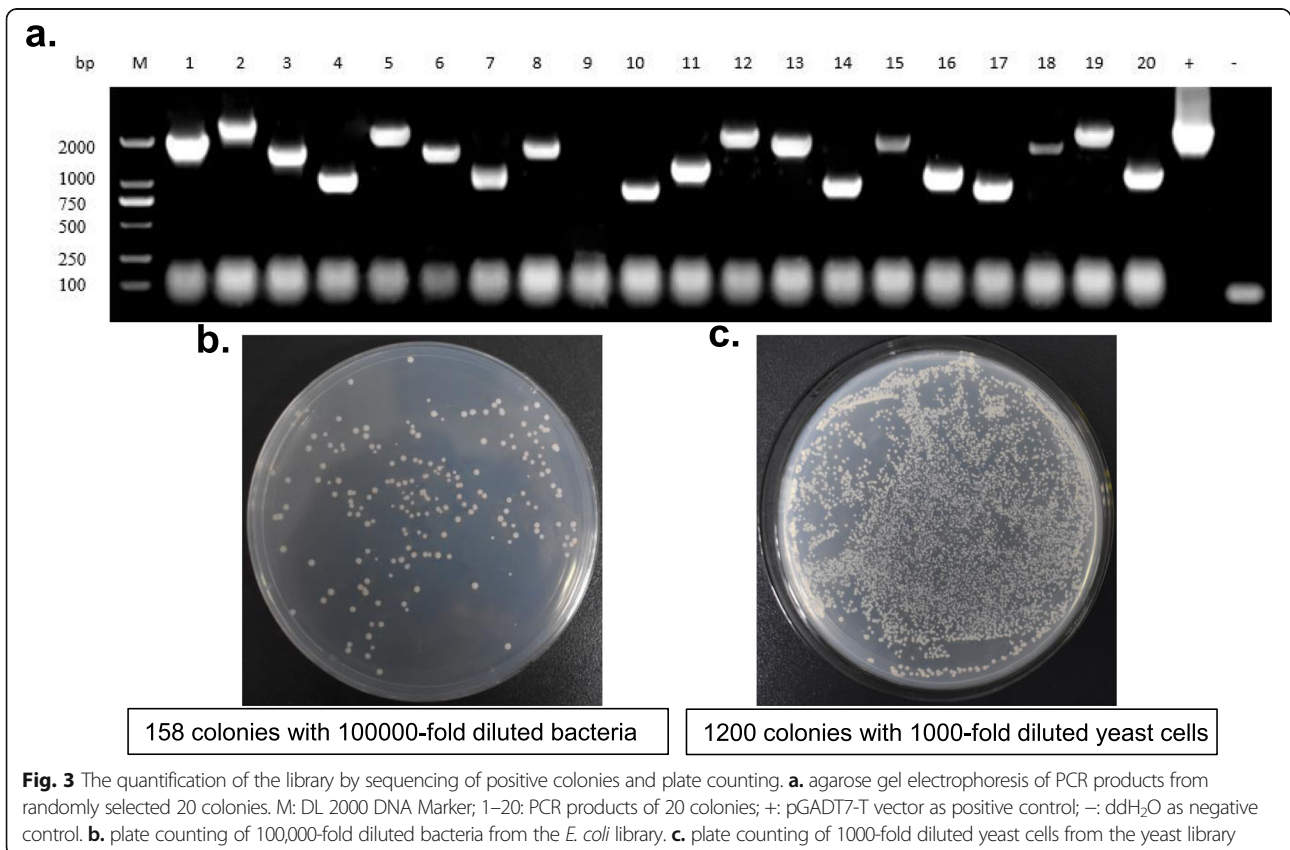 a.
bp M 1 2 3 4 5 6 7 8 9 10 11 12 13 14 15 16 17 18 19 20 + -
2000
1000
750
500
250
100
b.
c.
158 colonies with 100000-fold diluted bacteria
1200 colonies with 1000-fold diluted yeast cells
Fig. 3 The quantification of the library by sequencing of positive colonies and plate counting. a. agarose gel electrophoresis of PCR products from
randomly selected 20 colonies. M: DL 2000 DNA Marker; 1–20: PCR products of 20 colonies; +: pGADT7-T vector as positive control; −: ddH₂O as negative
control. b. plate counting of 100,000-fold diluted bacteria from the E. coli library. c. plate counting of 1000-fold diluted yeast cells from the yeast library